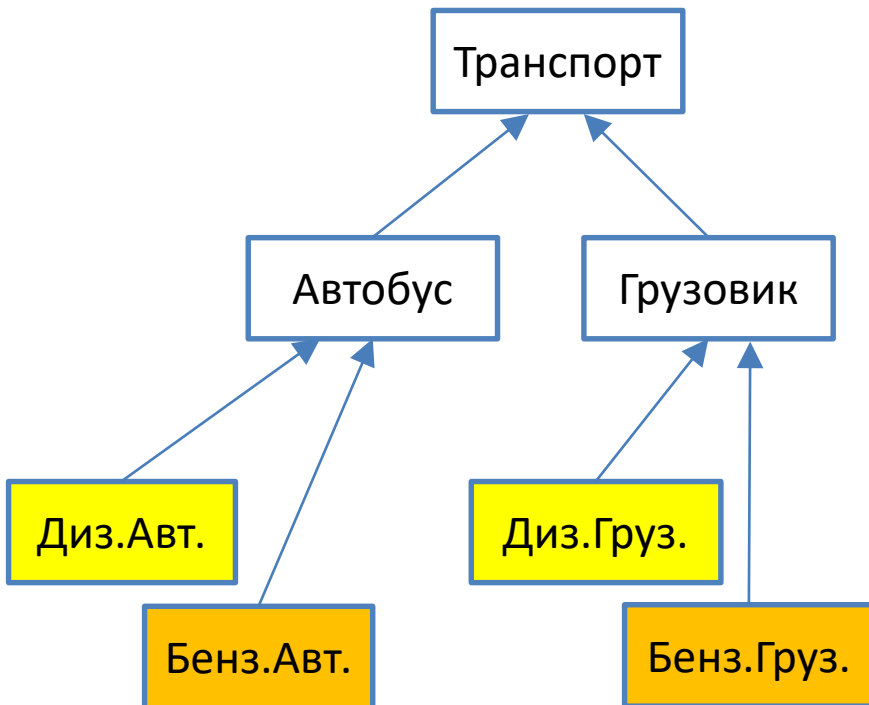 Транспорт
Автобус
Грузовик
Диз.Авт.
Диз.Груз.
Бенз.Авт.
Бенз.Груз.